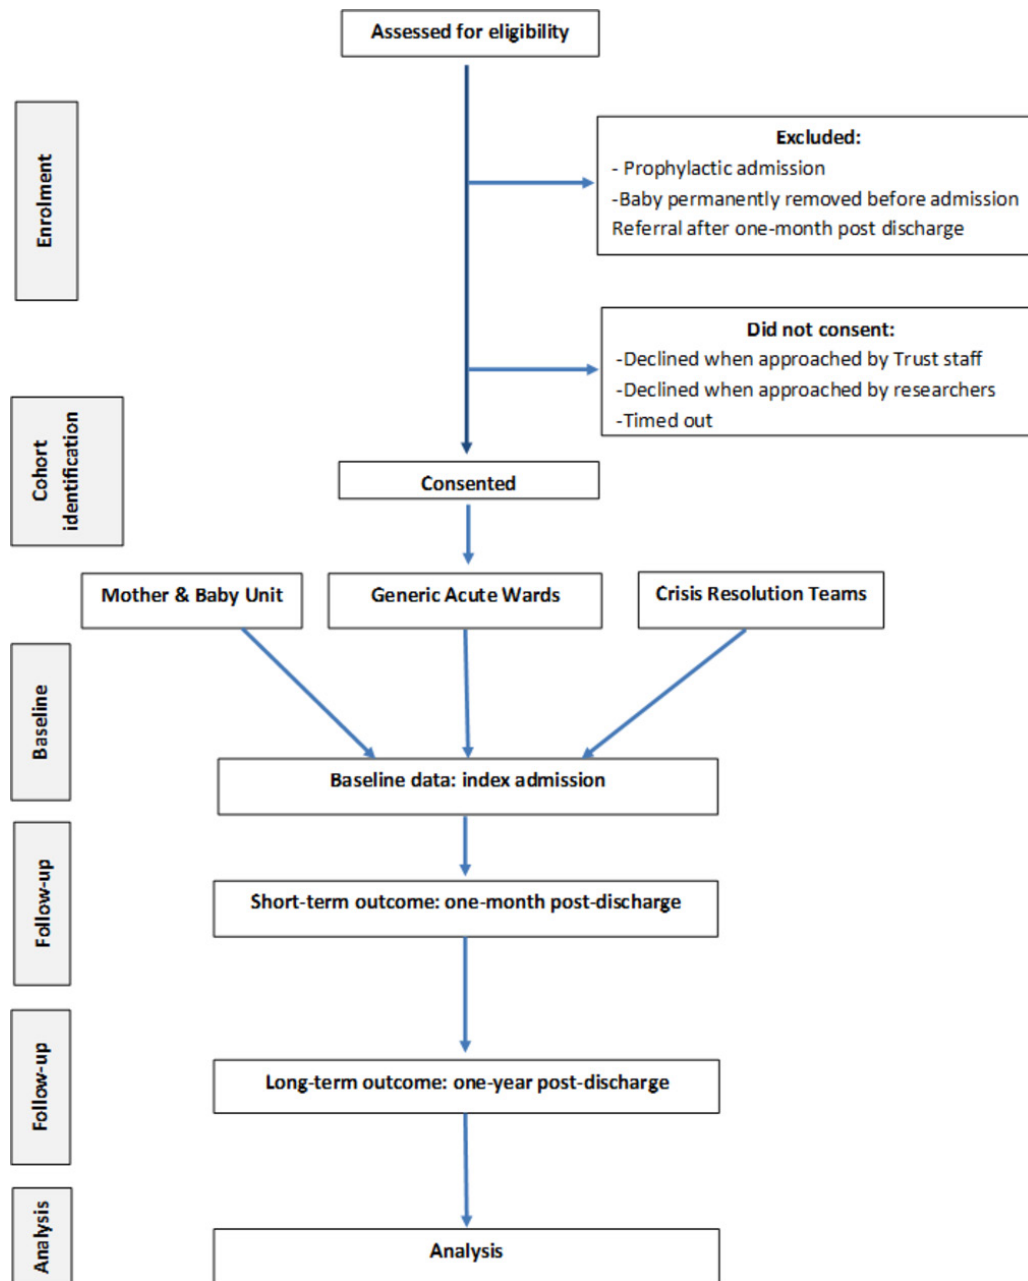 Assessed for eligibility
Enrolment
Excluded:
- Prophylactic admission
-Baby permanently removed before admission
Referral after one-month post discharge
Did not consent:
-Declined when approached by Trust staff
-Declined when approached by researchers
-Timed out
Cohort
identification
Consented
Mother & Baby Unit
Generic Acute Wards
Crisis Resolution Teams
Baseline
Baseline data: index admission
Follow-up
Short-term outcome: one-month post-discharge
Follow-up
Long-term outcome: one-year post-discharge
Analysis
Analysis